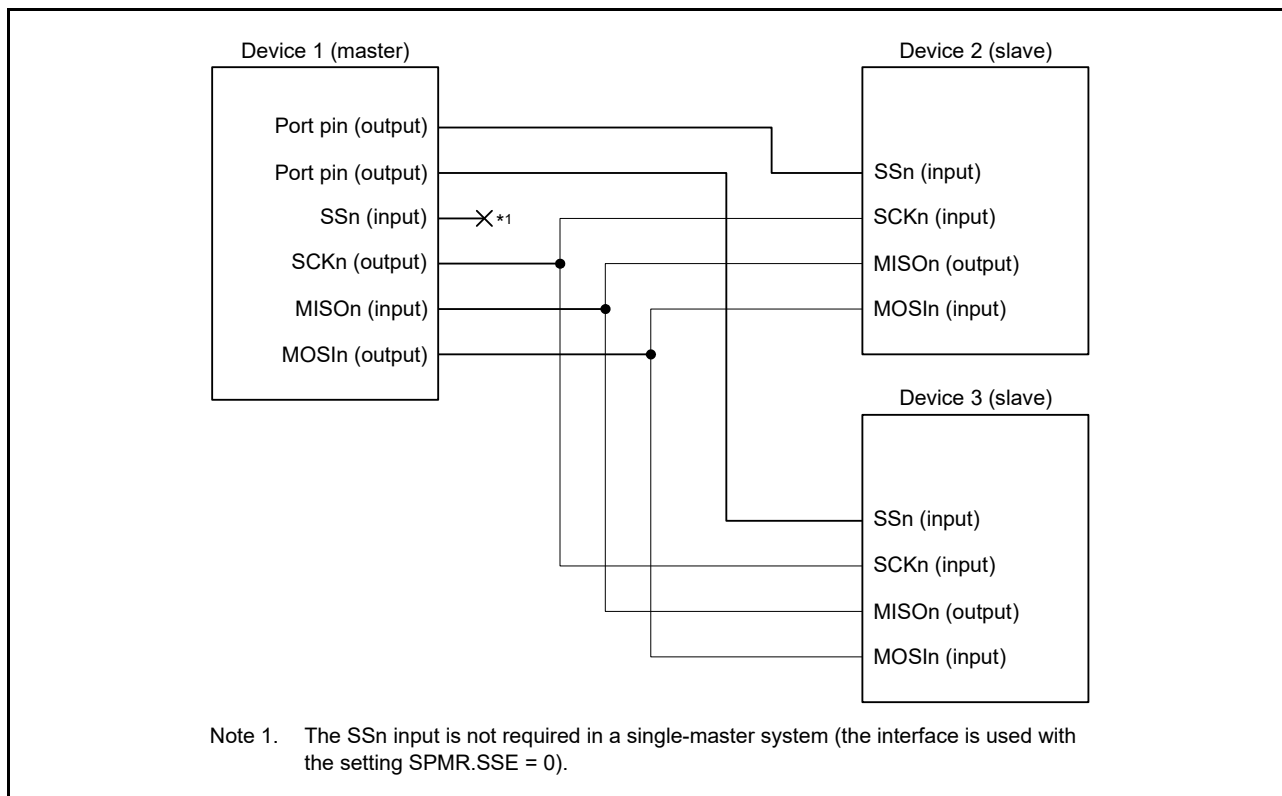 Device 1 (master)
Port pin (output)
Port pin (output)
SSn (input)
*1
SCKn (output)
MISOn (input)
MOSIn (output)
Device 2 (slave)
SSn (input)
SCKn (input)
MISOn (output)
MOSIn (input)
Device 3 (slave)
SSn (input)
SCKn (input)
MISOn (output)
MOSIn (input)
Note 1. The SSn input is not required in a single-master system (the interface is used with
the setting SPMR.SSE = 0).